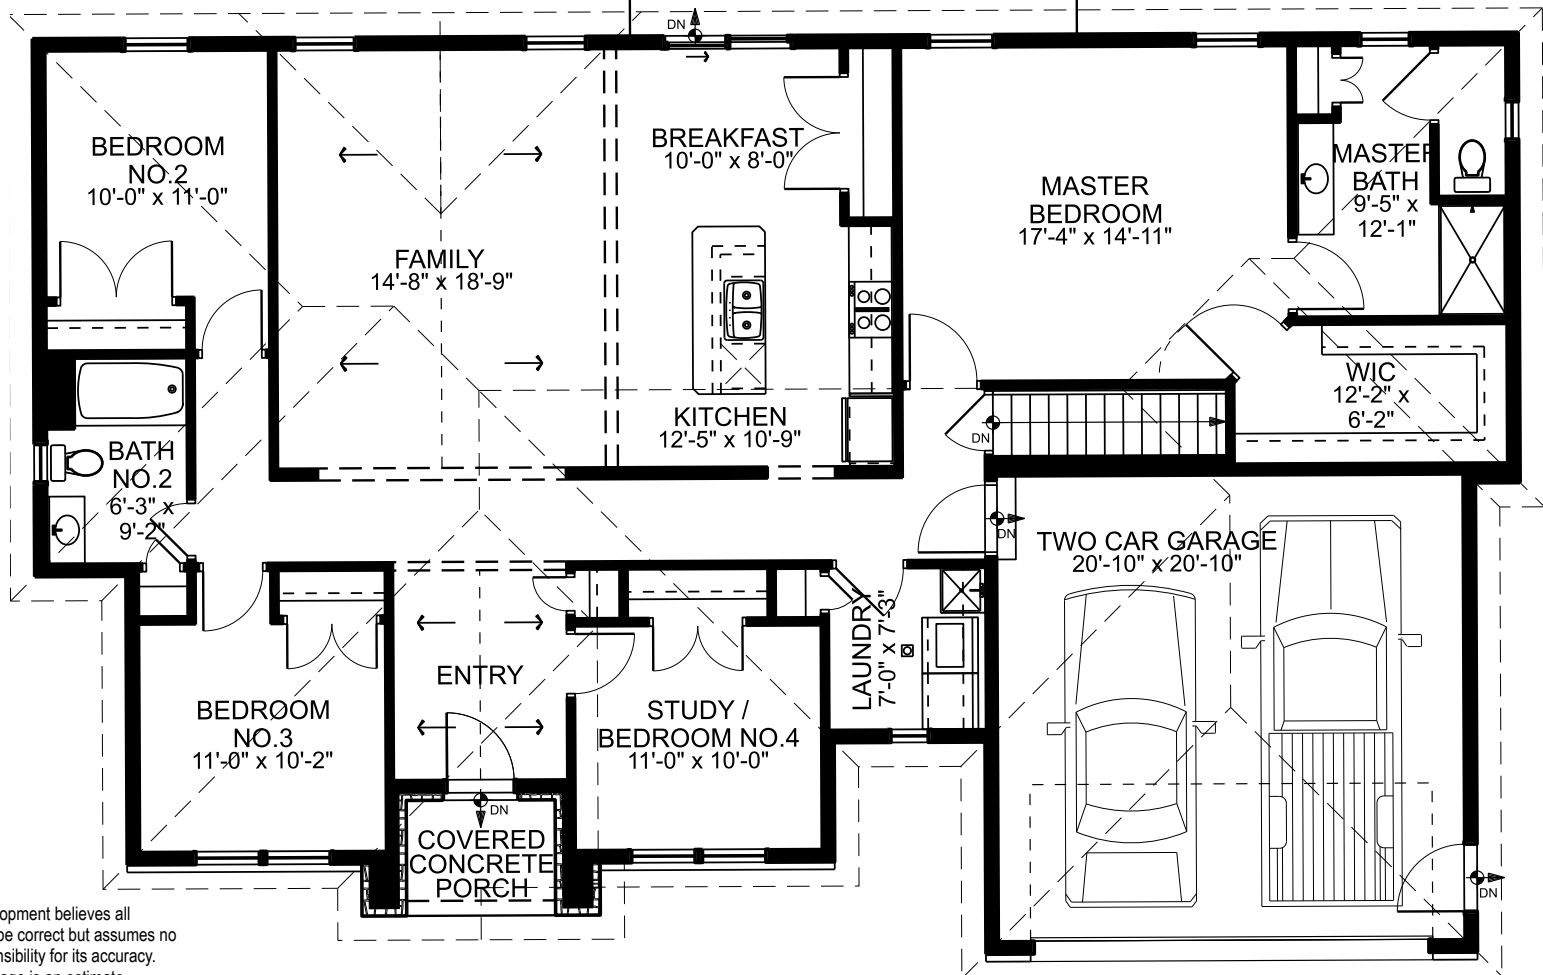 DN
BEDROOM
NO.2
10'-0" x 11'-0"
FAMILY
14'-8" x 18'-9"
BREAKFAST
10'-0" x 8'-0"
KITCHEN
12'-5" x 10'-9"
MASTER
BEDROOM
17'-4" x 14'-11"
MASTER
BATH
9'-5" x
12'-1"
WIC
12'-2" x
6'-2"
DN
BATH
NO.2
6'-3" x
9'-2"
DN
TWO CAR GARAGE
20'-10" x 20'-10"
BEDROOM
NO.3
11'-0" x 10'-2"
ENTRY
STUDY /
BEDROOM NO.4
11'-0" x 10'-0"
LAUNDRY
7'-0" x 7'-3"
DN
COVERED
CONCRETE
PORCH
DN
opment believes all
be correct but assumes no
nsibility for its accuracy.
age is an estimate